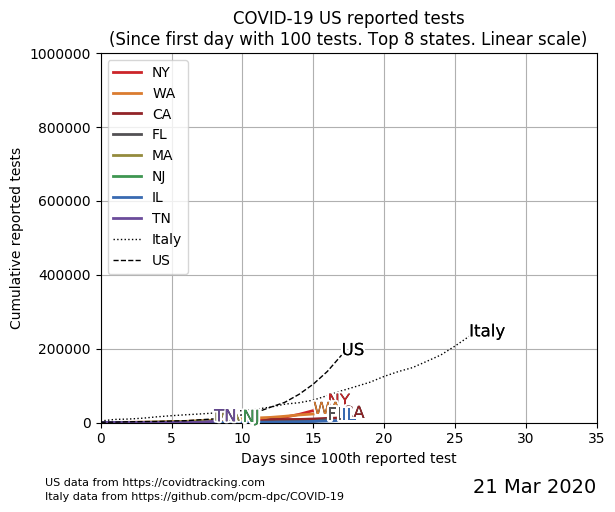 COVID-19 US reported tests
(Since first day with 100 tests. Top 8 states. Linear scale)
Cumulative reported tests
1000000
800000
600000
400000
200000
0
NY
WA
CA
FL
MA
NJ
IL
TN
Italy
US
US
Italy
NY
TN
NJ
0 5 10 15 20 25 30 35
Days since 100th reported test
US data from https://covidtracking.com
Italy data from https://github.com/pcm-dpc/COVID-19
21 Mar 2020